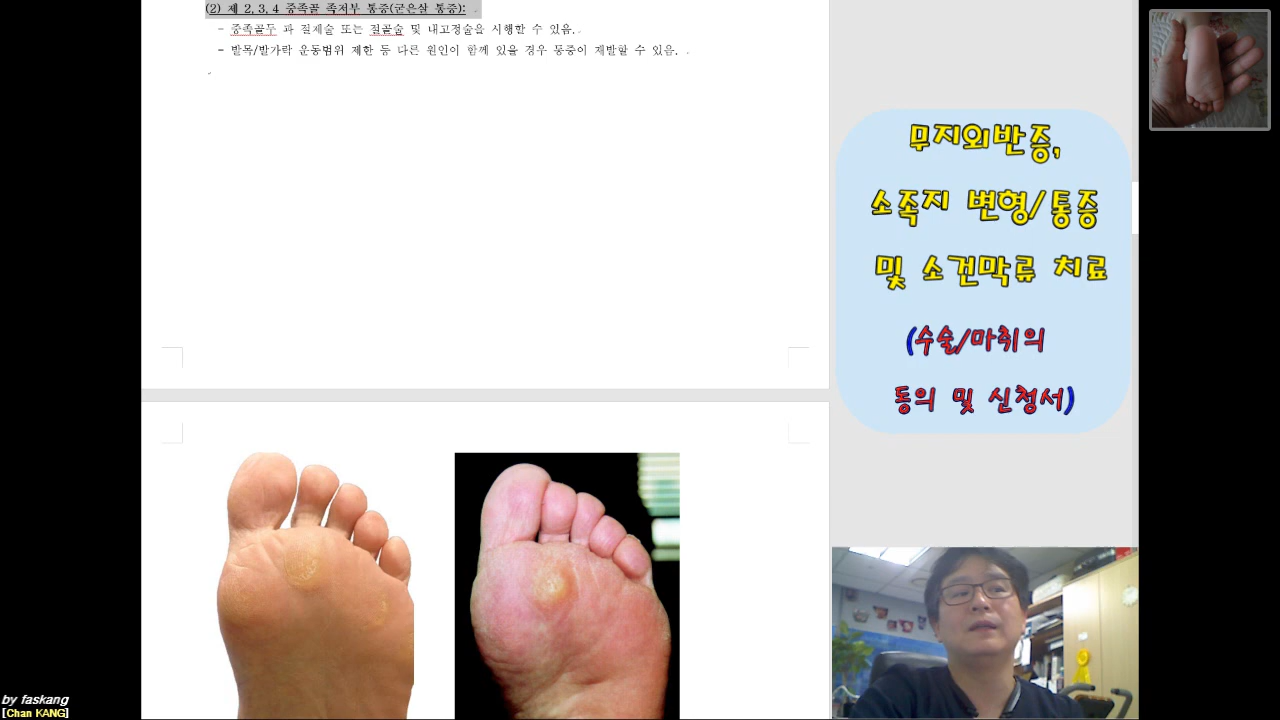 (2) 제 2, 3, 4 중족골 족저부 통증(굳은살 통증):
- 중족골두 과 절제술 또는 절골술 및 내고정술을 시행할 수 있음.
- 발목/발가락 운동범위 제한 등 다른 원인이 함께 있을 경우 통증이 재발할 수 있음.
무지외반증,
소족지 변형/통증
및 소건막류 치료
(수술/마취의
동의 및 신청서)
by faskang
[Chan KANG]